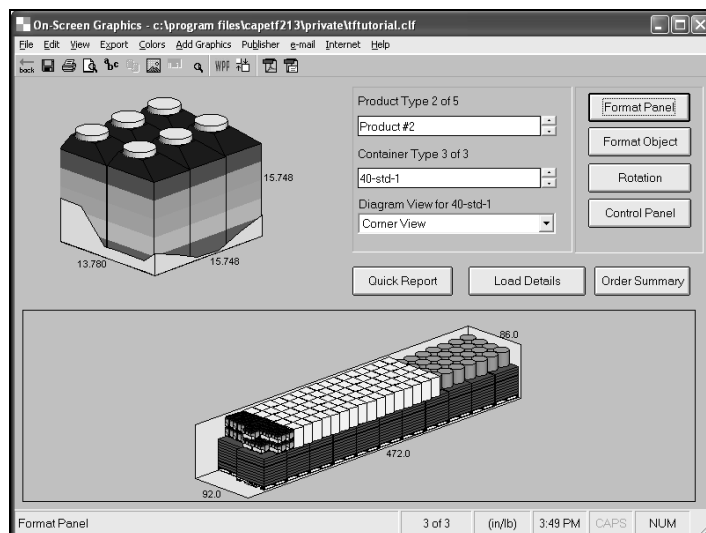 On-Screen Graphics - c:\program files\capetf213\private\tftutorial.clf
File Edit View Export Colors Add Graphics Publisher e-mail Internet Help
back abc WPF
Product Type 2 of 5
Product #2
Container Type 3 of 3
40-std-1
Diagram View for 40-std-1
Corner View
Format Panel
Format Object
Rotation
Control Panel
15.748
13.780
15.748
Quick Report
Load Details
Order Summary
86.0
472.0
92.0
Format Panel
3 of 3
(in/lb)
3:49 PM
CAPS
NUM